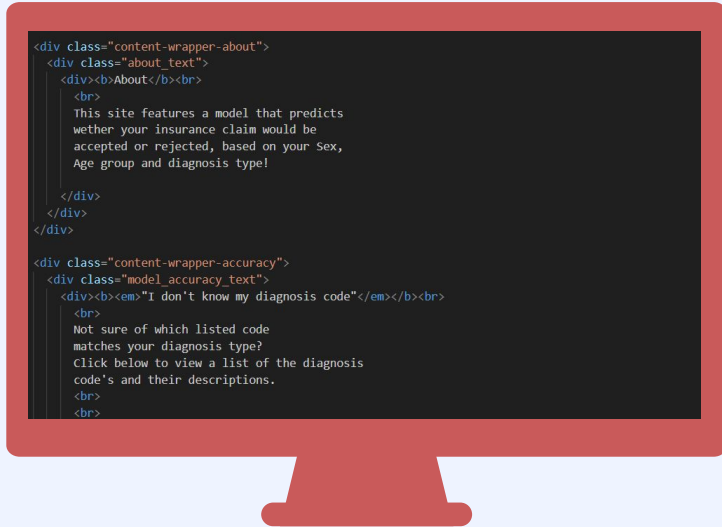 <div class="content-wrapper-about">
<div class="about_text">
<div><b>About</b><br>
<br>
This site features a model that predicts
wether your insurance claim would be
accepted or rejected, based on your Sex,
Age group and diagnosis type!
</div>
</div>
</div>
<div class="content-wrapper-accuracy">
<div class="model_accuracy_text">
<div><b><em>"I don't know my diagnosis code"</em></b><br>
<br>
Not sure of which listed code
matches your diagnosis type?
Click below to view a list of the diagnosis
code's and their descriptions.
<br>
<br>